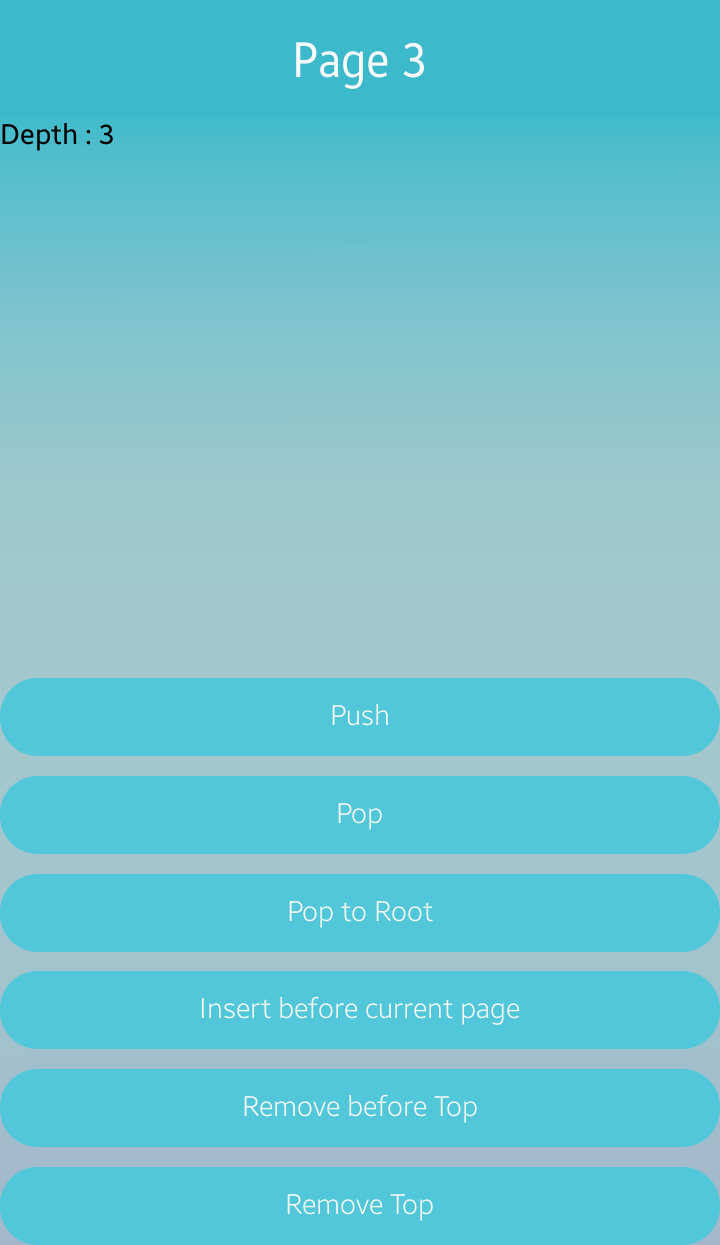 Page 3
Depth : 3
Push
Pop
Pop to Root
Insert before current page
Remove before Top
Remove Top